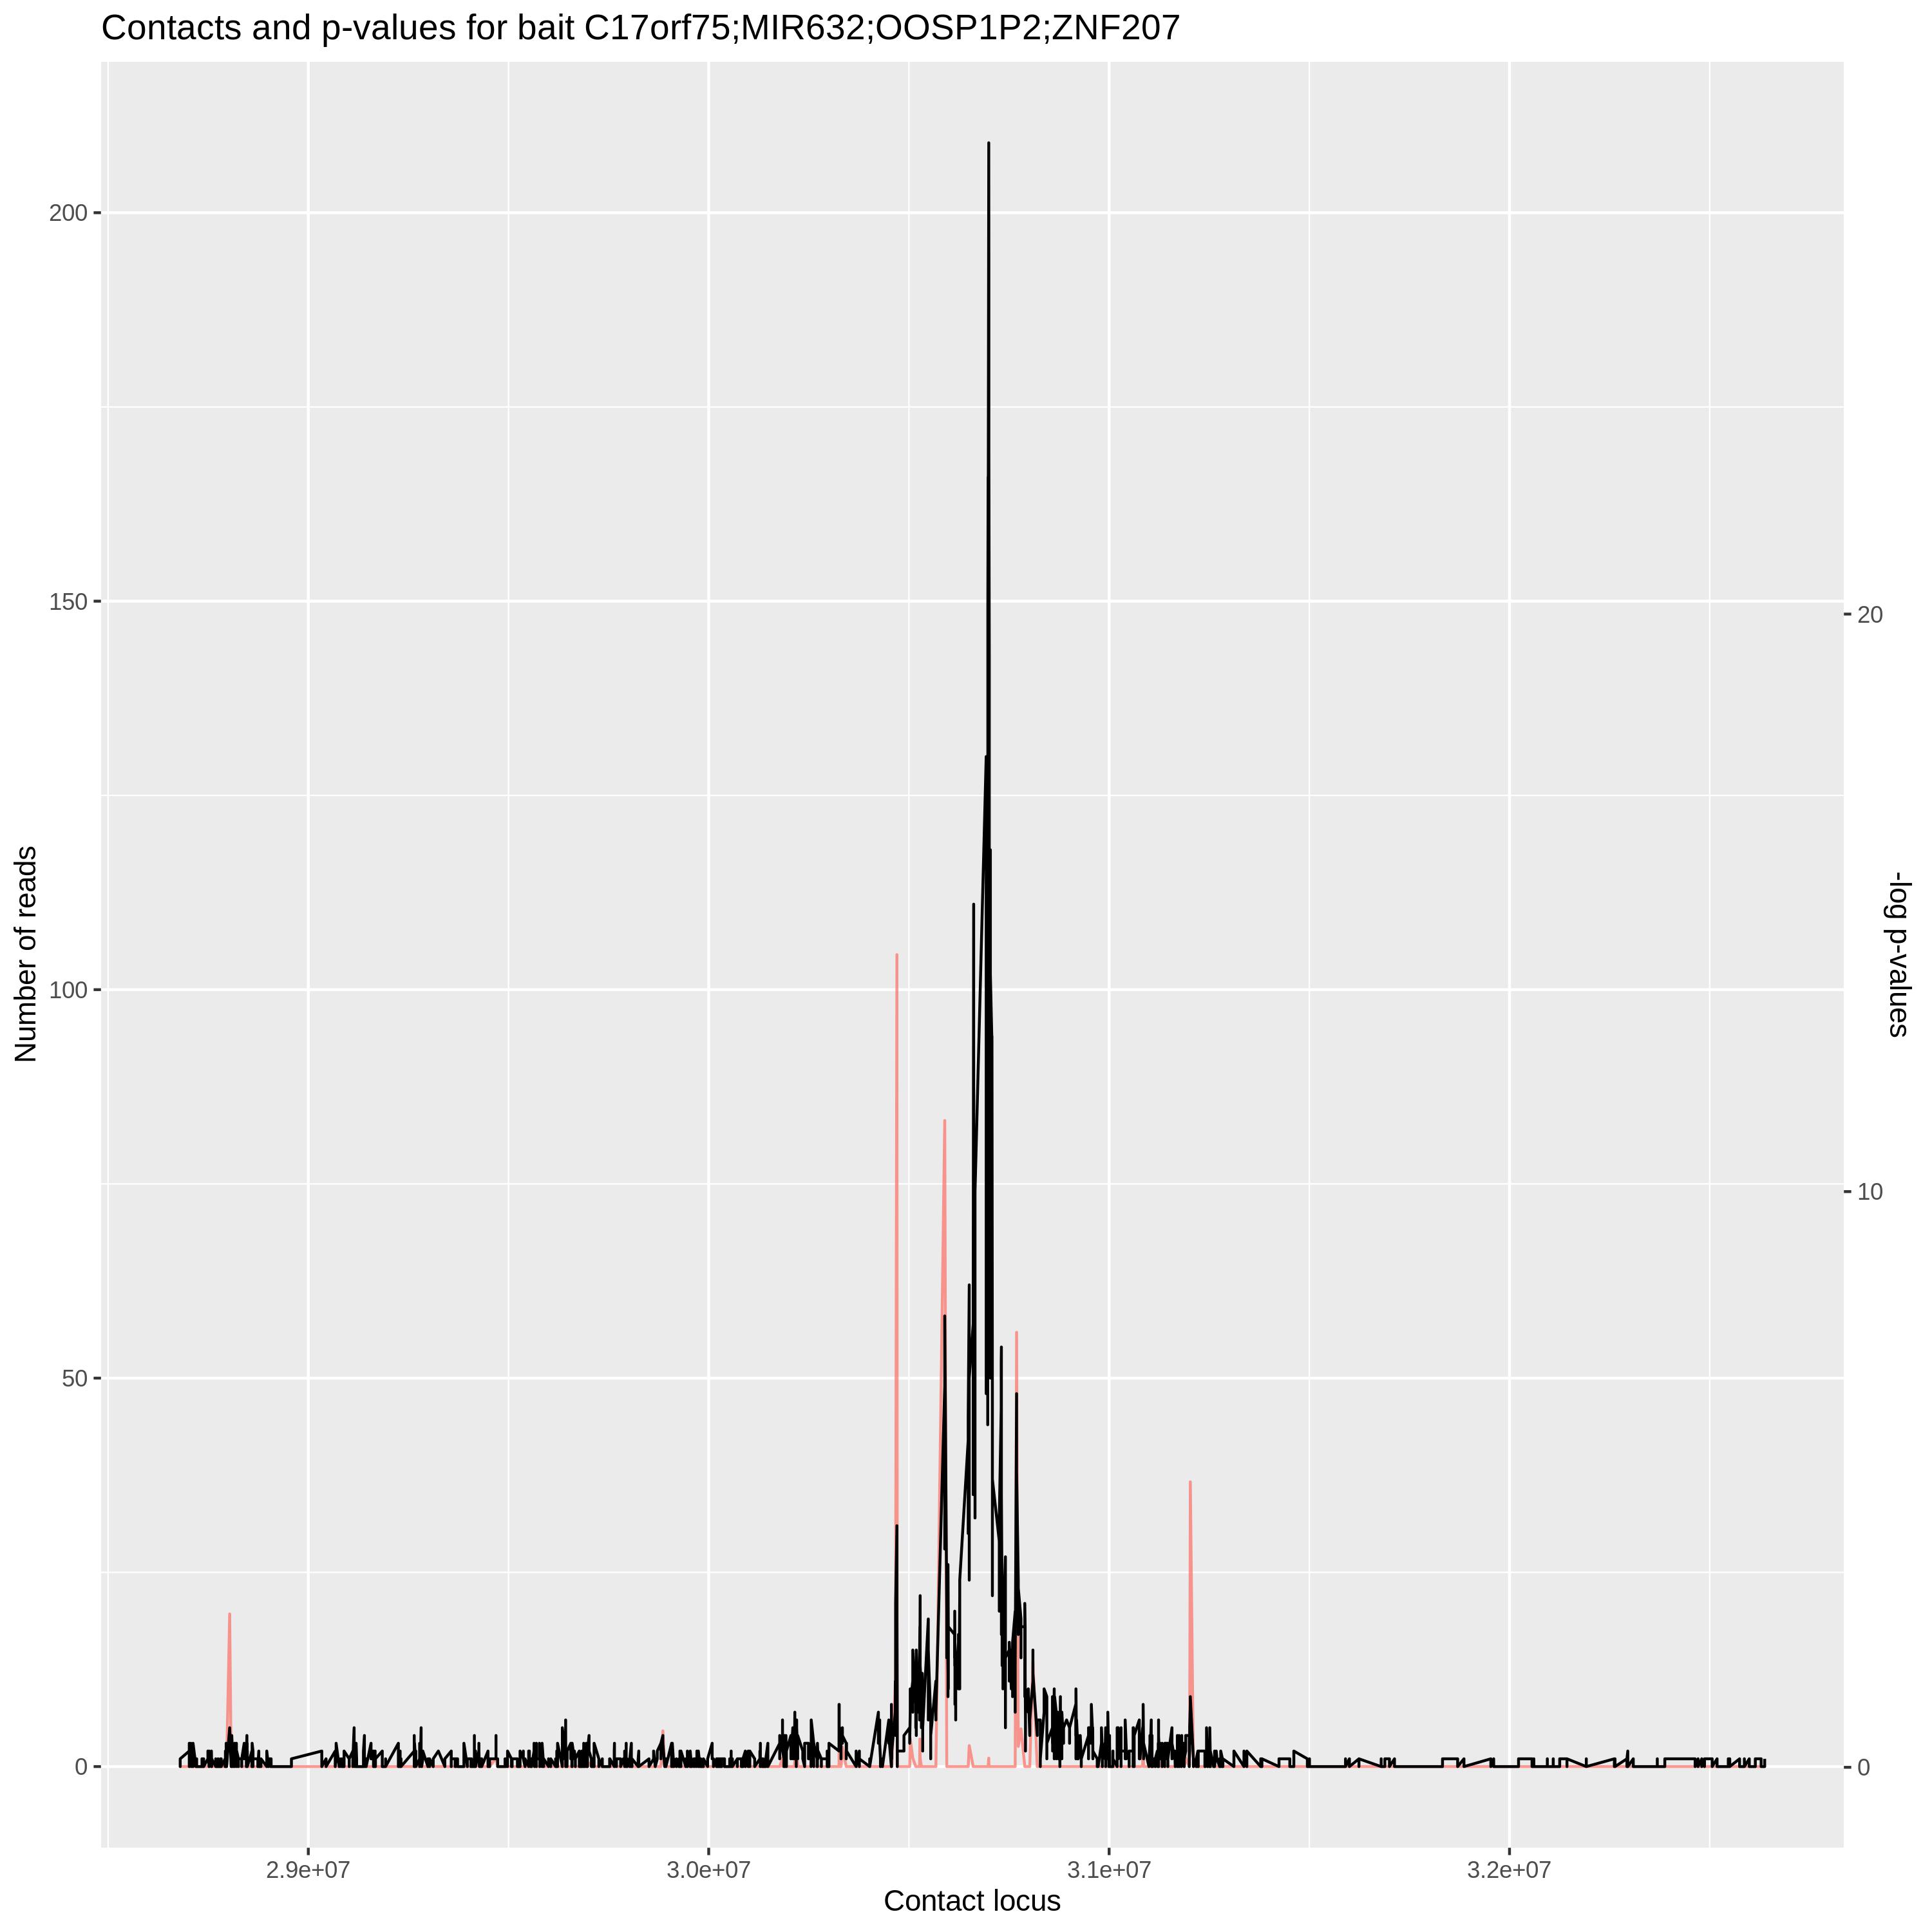 Contacts and p-values for bait C17orf75;MIR632;OOSP1P2;ZNF207
200
150
100
50
0
Number of reads
20
10
0
-log p-values
2.9e+07
3.0e+07
3.1e+07
3.2e+07
Contact locus